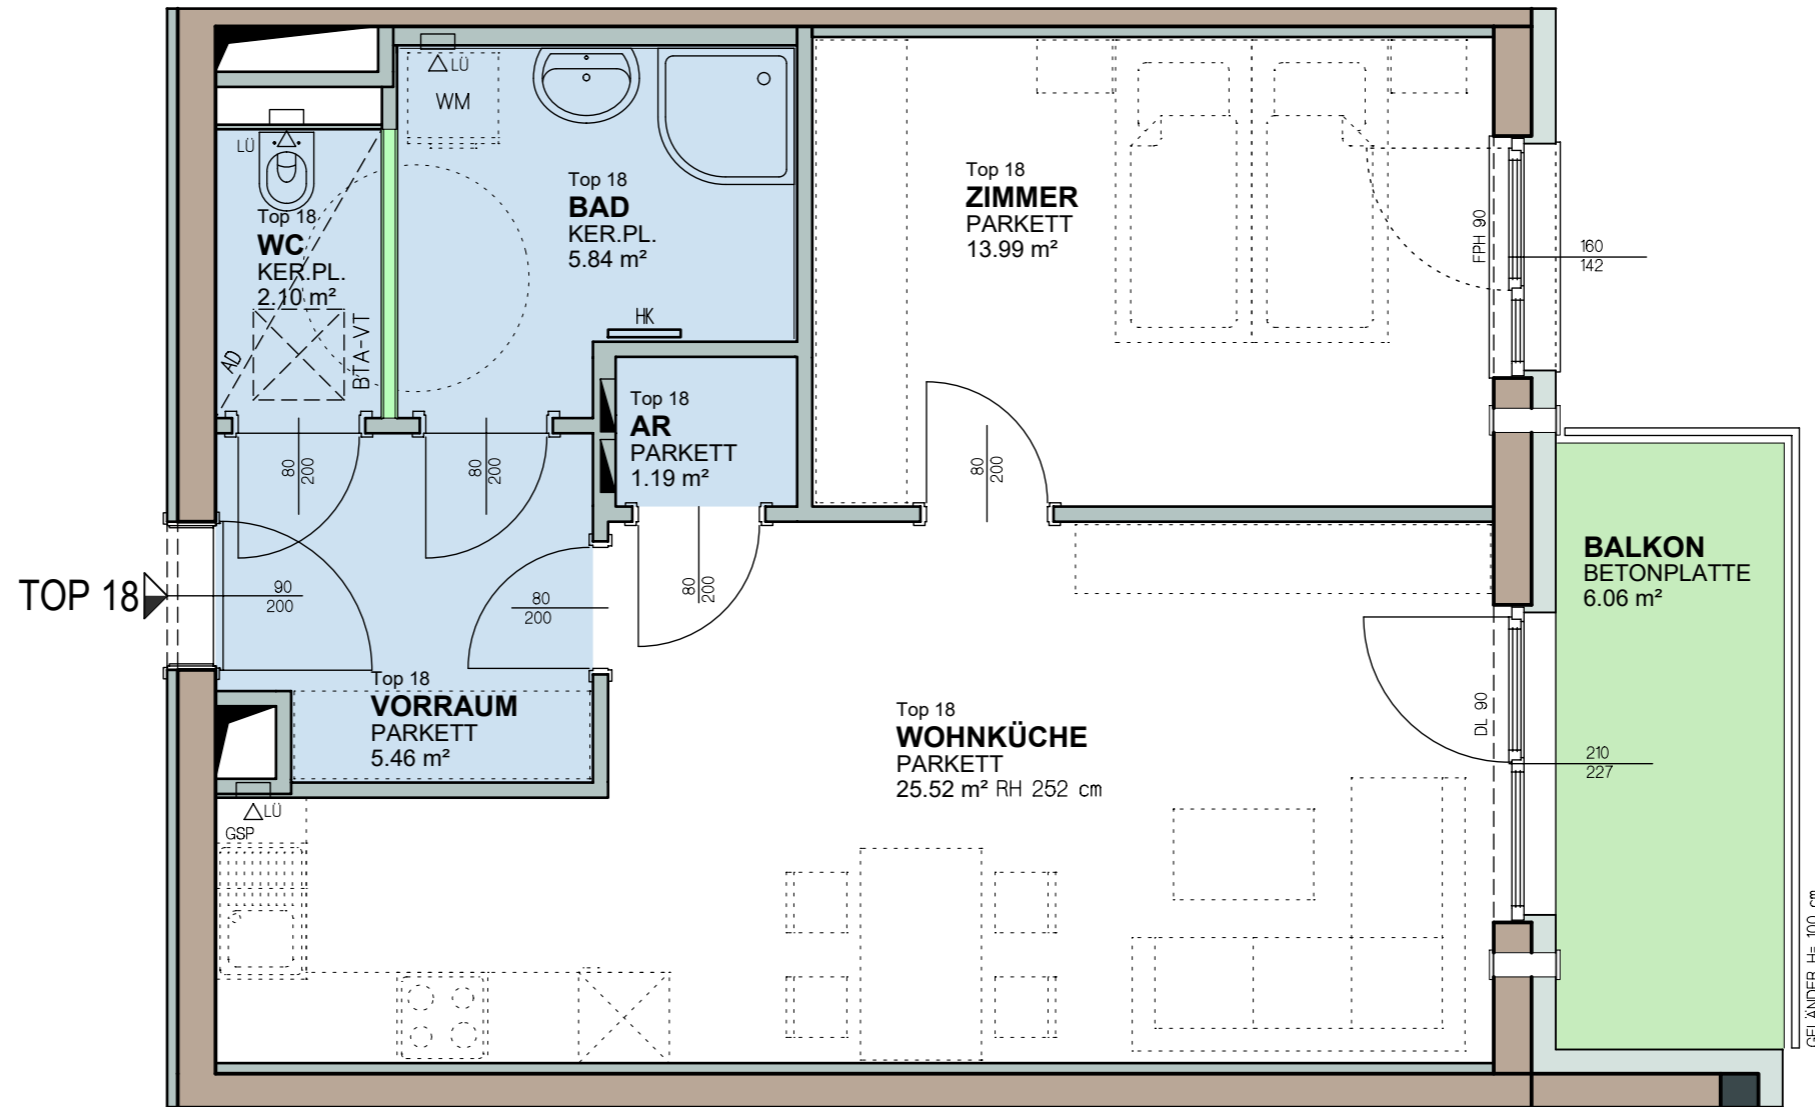 LÜ
WM
LÜ
Top 18
WC
KER.PL.
2.10 m²
AD
BTA-VT
Top 18
BAD
KER.PL.
5.84 m²
HK
Top 18
ZIMMER
PARKETT
13.99 m²
FPH 90
160
142
Top 18
AR
PARKETT
1.19 m²
80
200
80
200
80
200
80
200
TOP 18
90
200
80
200
Top 18
VORRAUM
PARKETT
5.46 m²
LÜ
GSP
Top 18
WOHNKÜCHE
PARKETT
25.52 m² RH 252 cm
DL 90
210
227
BALKON
BETONPLATTE
6.06 m²
GELÄNDER H= 100 cm